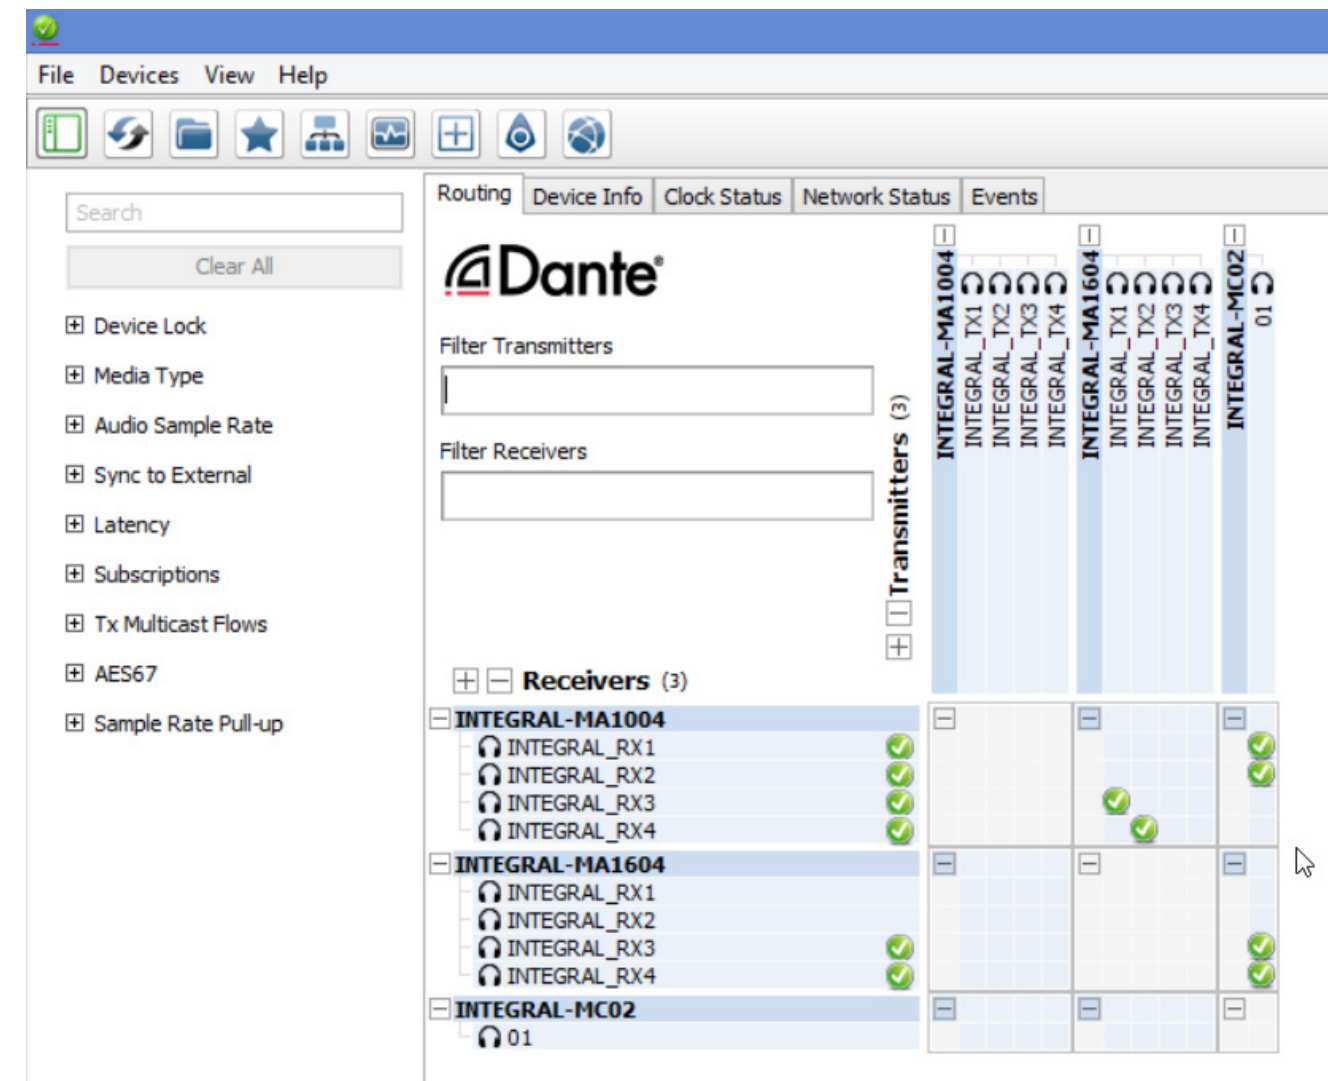 File Devices View Help
Search
Clear All
Device Lock
Media Type
Audio Sample Rate
Sync to External
Latency
Subscriptions
Tx Multicast Flows
AES67
Sample Rate Pull-up
Routing Device Info Clock Status Network Status Events
Dante®
Filter Transmitters
Filter Receivers
Transmitters (3)
INTEGRAL-MA1004
INTEGRAL_TX1
INTEGRAL_TX2
INTEGRAL_TX3
INTEGRAL_TX4
INTEGRAL-MA1604
INTEGRAL_TX1
INTEGRAL_TX2
INTEGRAL_TX3
INTEGRAL_TX4
INTEGRAL-MC02
01
Receivers (3)
INTEGRAL-MA1004
INTEGRAL_RX1
INTEGRAL_RX2
INTEGRAL_RX3
INTEGRAL_RX4
INTEGRAL-MA1604
INTEGRAL_RX1
INTEGRAL_RX2
INTEGRAL_RX3
INTEGRAL_RX4
INTEGRAL-MC02
01